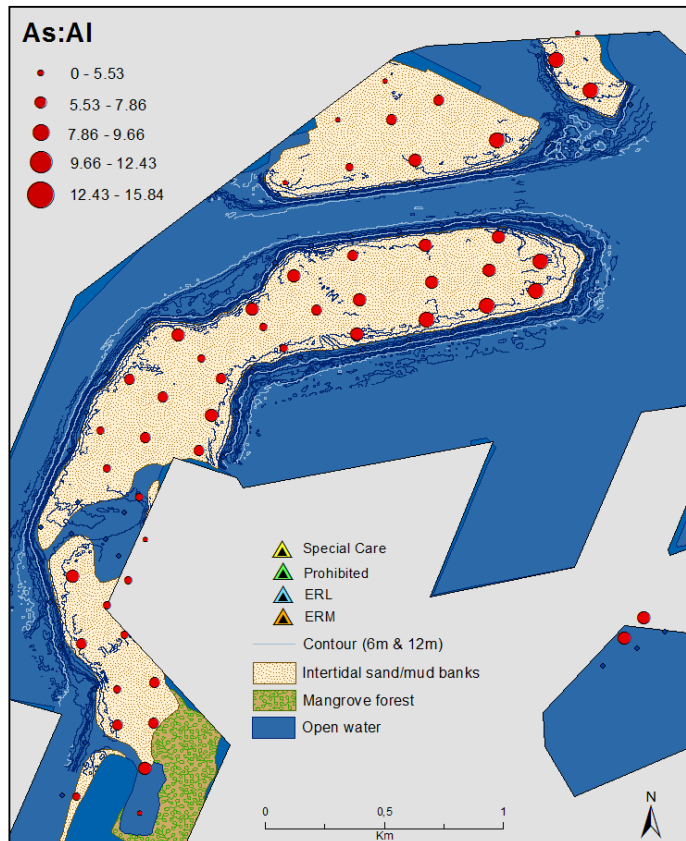 As:Al
0 - 5.53
5.53 - 7.86
7.86 - 9.66
9.66 - 12.43
12.43 - 15.84
Special Care
Prohibited
ERL
ERM
Contour (6m & 12m)
Intertidal sand/mud banks
Mangrove forest
Open water
0 0,5 1
Km
N